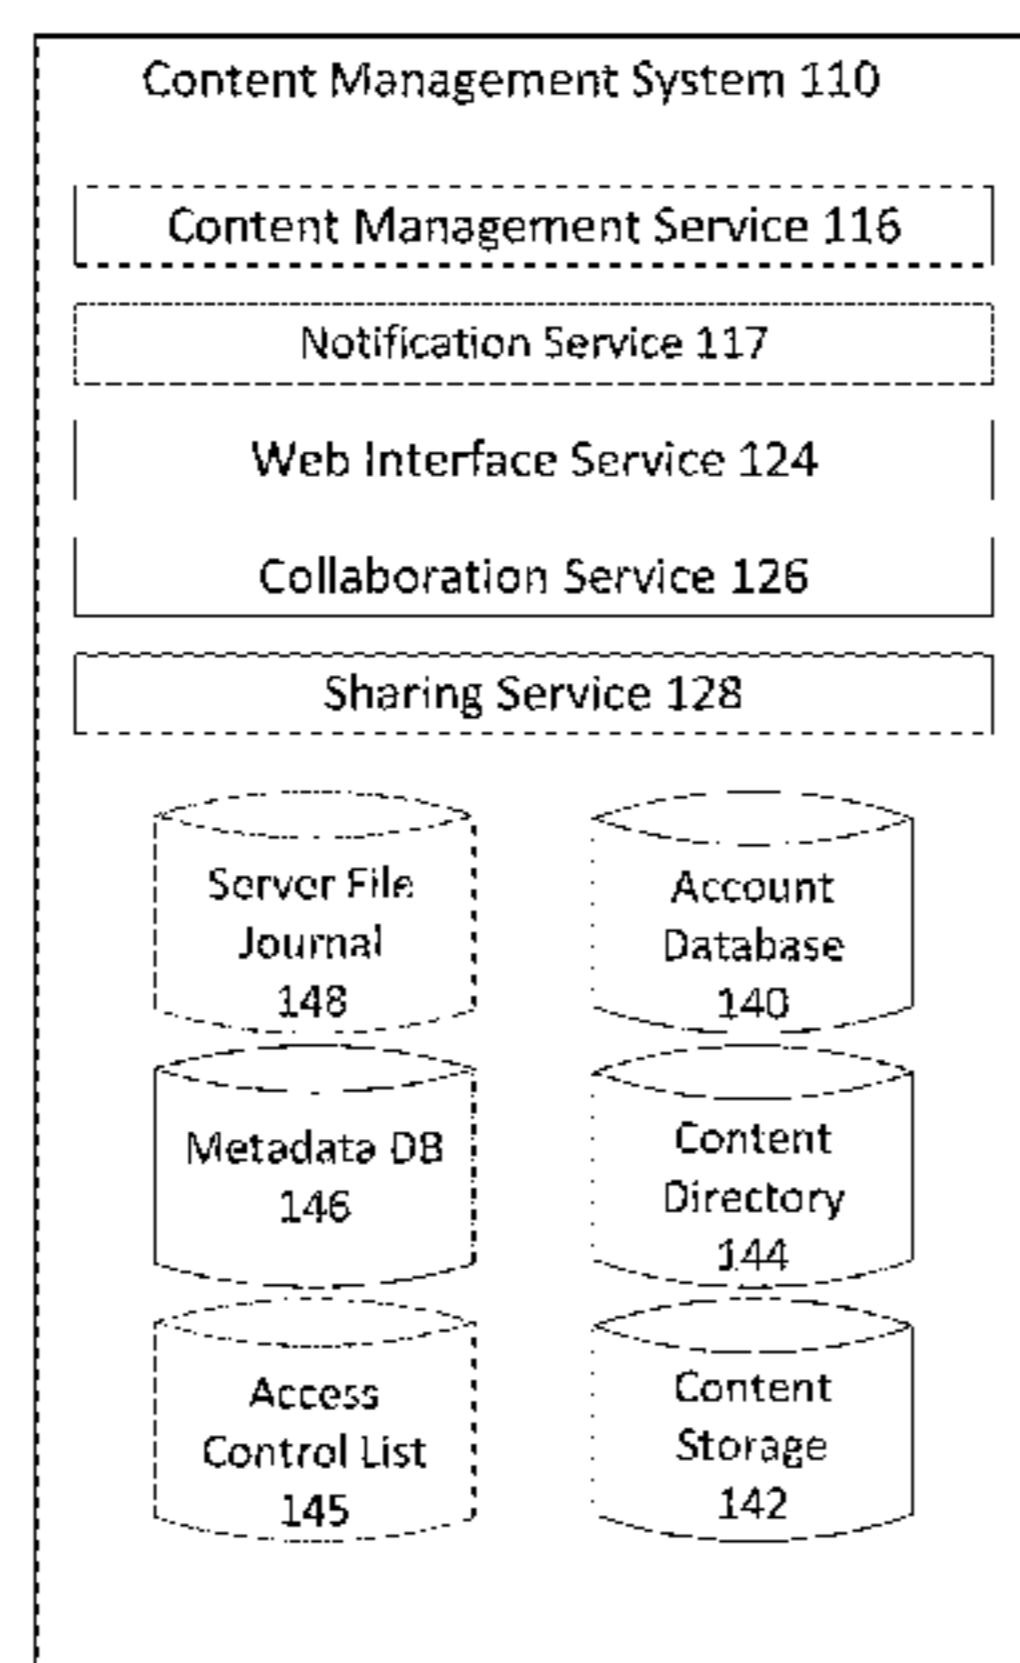 Content Management System 110
Content Management Service 116
Notification Service 117
Web Interface Service 124
Collaboration Service 126
Sharing Service 128
Server File
Journal
148
Account
Database
140
Metadata DB
146
Content
Directory
144
Access
Control List
145
Content
Storage
142